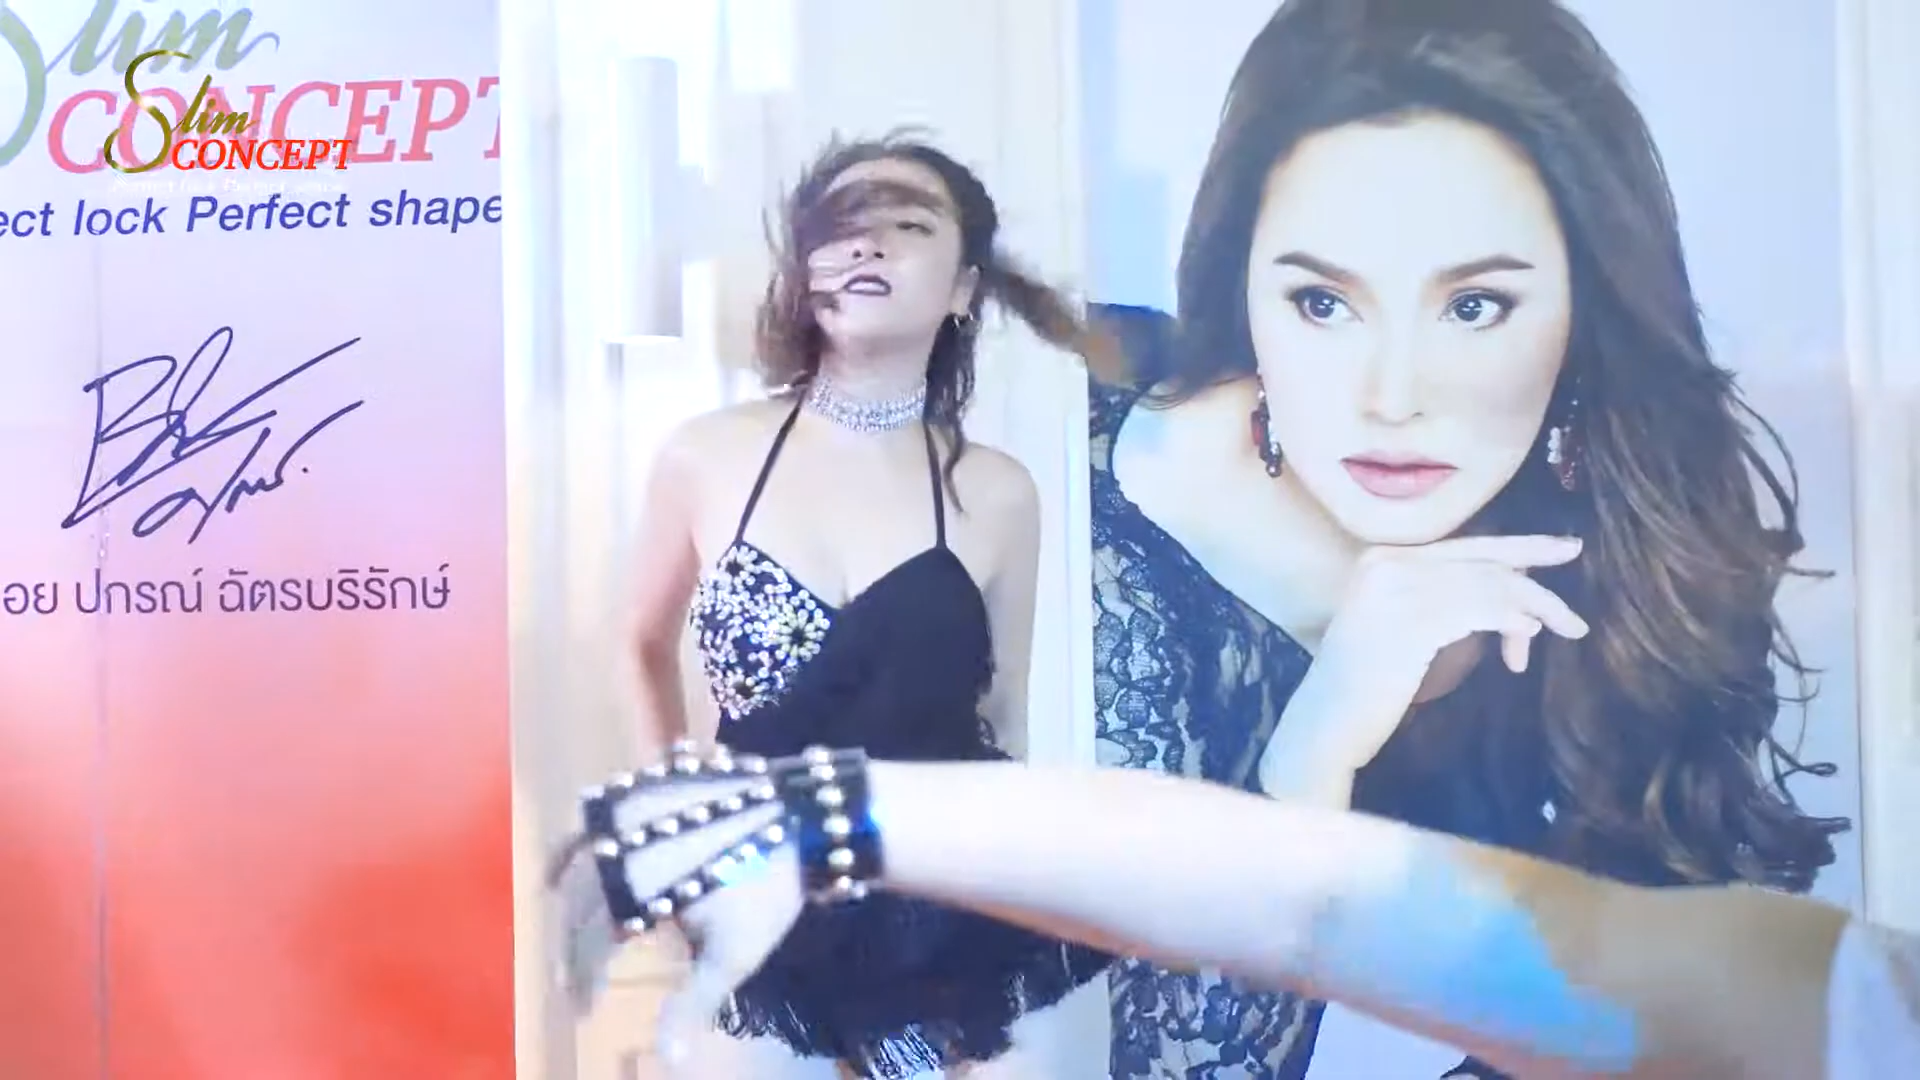 Slim
CONCEPT
Slim
CONCEPT
ect lock Perfect shape
อย ปกรณ์ ฉัตรบริรักษ์